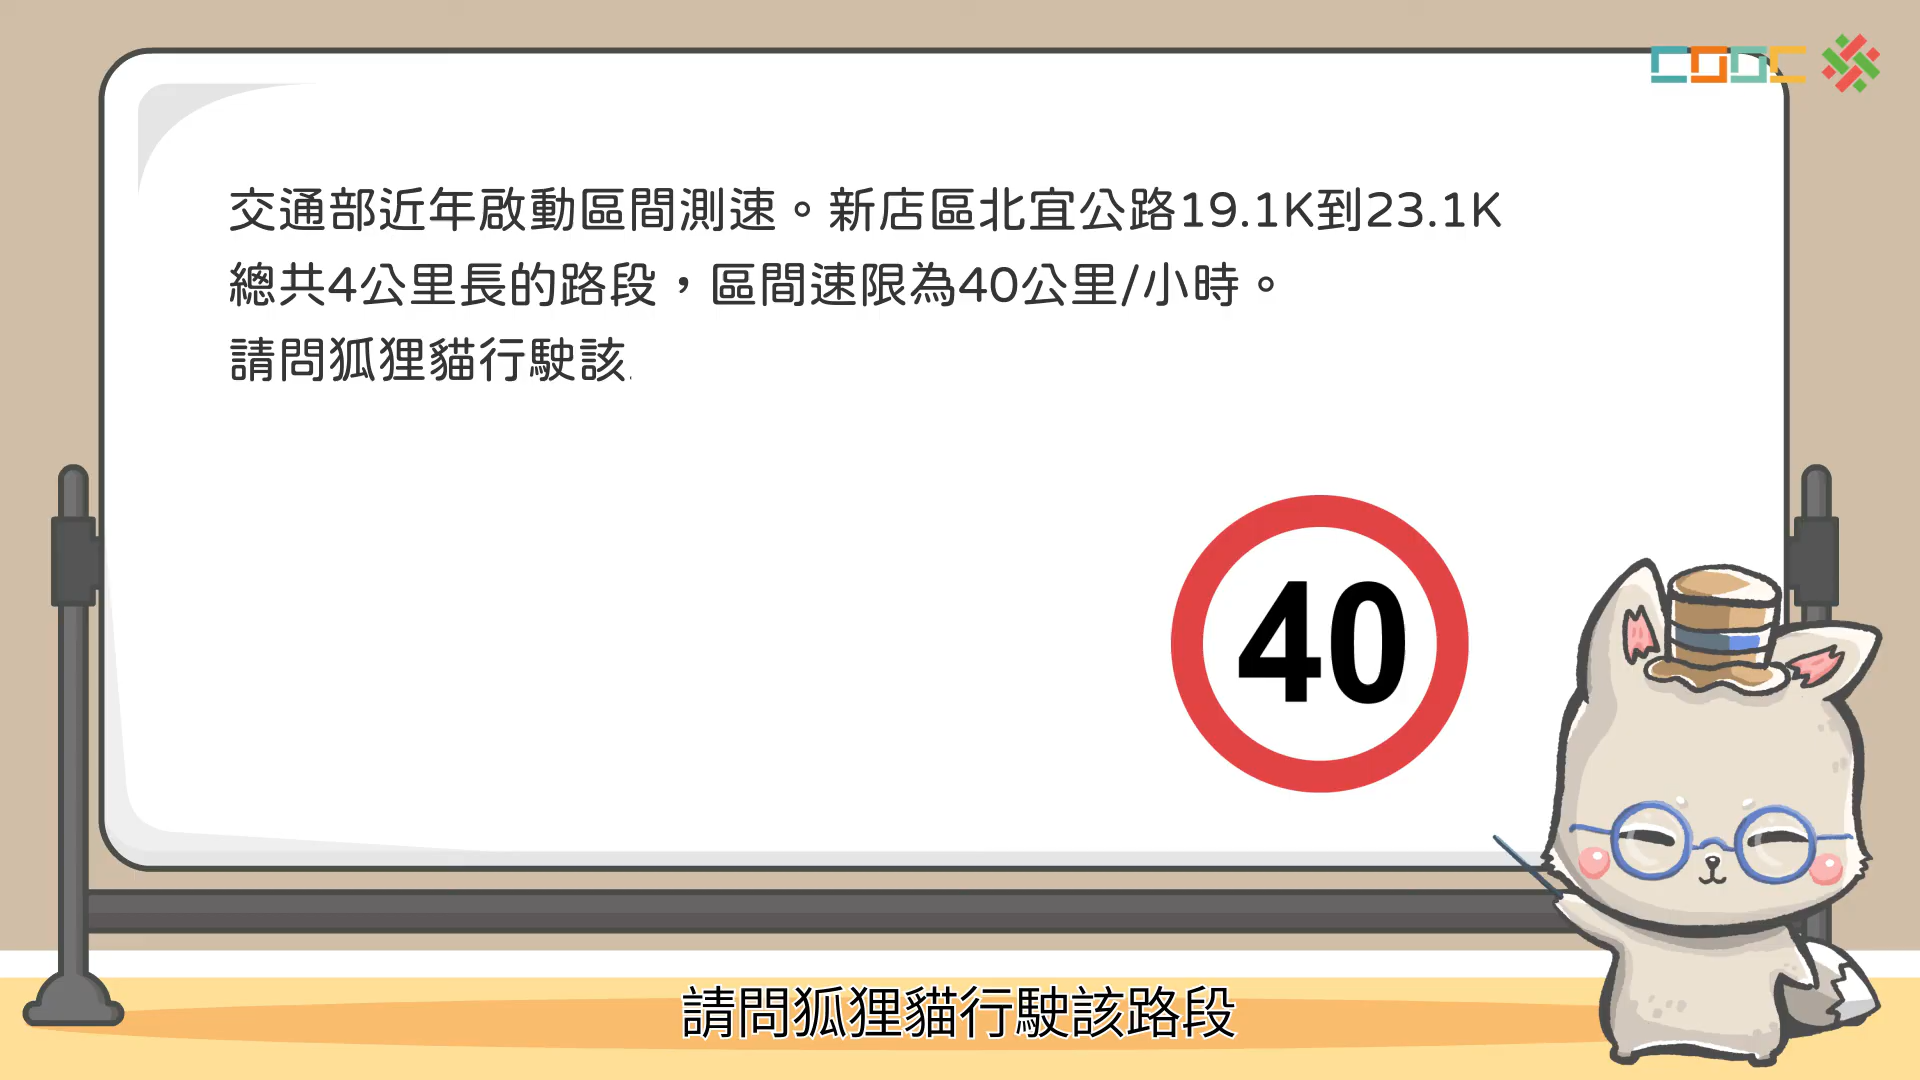 交通部近年啟動區間測速。新店區北宜公路19.1K到23.1K
總共4公里長的路段，區間速限為40公里/小時。
請問狐狸貓行駛該
40
請問狐狸貓行駛該路段